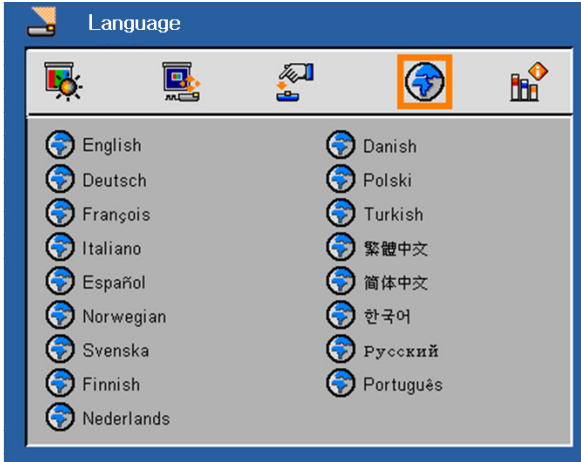 Language
English
Deutsch
François
Italiano
Español
Norwegian
Svenska
Finnish
Nederlands
Danish
Polski
Turkish
繁體中文
简体中文
한국어
Русский
Português